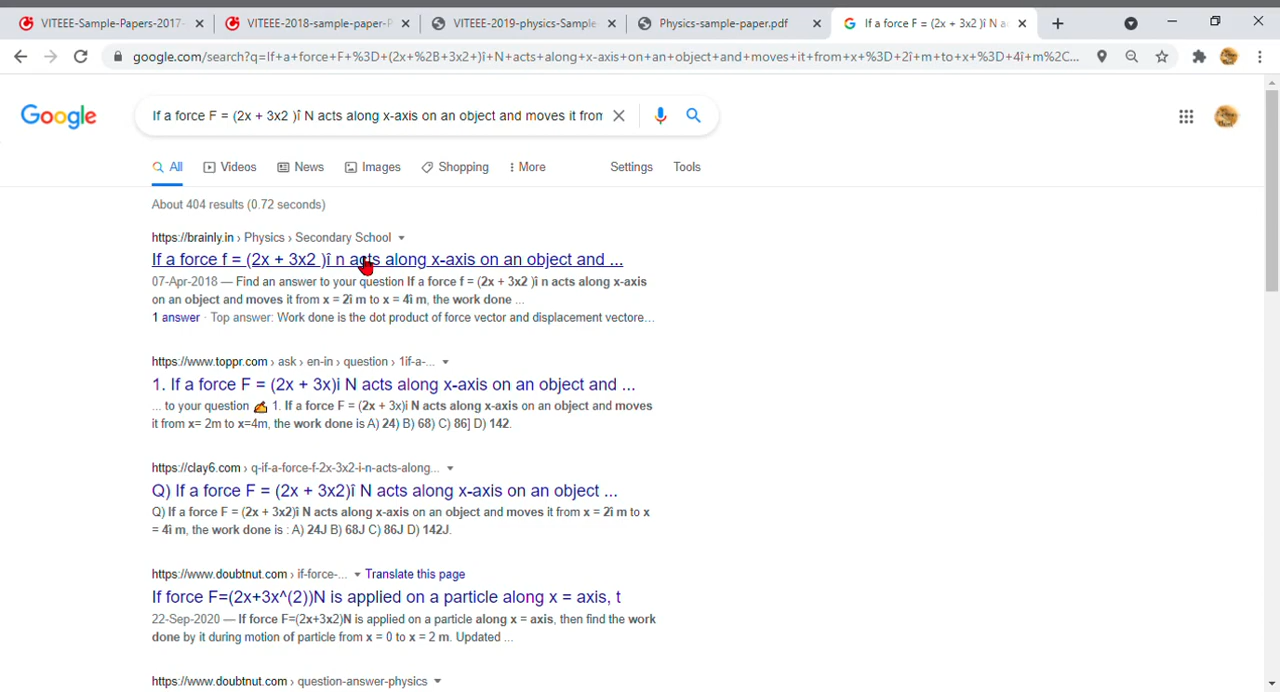 VITEEE-Sample-Papers-2017-
VITEEE-2018-sample-paper-P
VITEEE-2019-physics-Sample
Physics-sample-paper.pdf
If a force F = (2x + 3x2 )î N a
google.com/search?q=If+a+force+F+%3D+(2x+%2B+3x2+)î+N+acts+along+x-axis+on+an+object+and+moves+it+from+x+%3D+2î+m+to+x+%3D+4î+m%2C...
Google
If a force F = (2x + 3x2 )î N acts along x-axis on an object and moves it from
All Videos News Images Shopping More Settings Tools
About 404 results (0.72 seconds)
https://brainly.in › Physics › Secondary School
If a force f = (2x + 3x2 )î n acts along x-axis on an object and ...
07-Apr-2018 — Find an answer to your question If a force f = (2x + 3x2 )î n acts along x-axis
on an object and moves it from x = 2î m to x = 4î m, the work done ...
1 answer · Top answer: Work done is the dot product of force vector and displacement vectore...
https://www.toppr.com › ask › en-in › question › 1if-a-...
1. If a force F = (2x + 3x)i N acts along x-axis on an object and ...
... to your question ✍ 1. If a force F = (2x + 3x)i N acts along x-axis on an object and moves
it from x= 2m to x=4m, the work done is A) 24) B) 68) C) 86] D) 142.
https://clay6.com › q-if-a-force-f-2x-3x2-i-n-acts-along...
Q) If a force F = (2x + 3x2)î N acts along x-axis on an object ...
Q) If a force F = (2x + 3x2)î N acts along x-axis on an object and moves it from x = 2î m to x
= 4î m, the work done is : A) 24J B) 68J C) 86J D) 142J.
https://www.doubtnut.com › if-force-... Translate this page
If force F=(2x+3x^(2))N is applied on a particle along x = axis, t
22-Sep-2020 — If force F=(2x+3x2)N is applied on a particle along x = axis, then find the work
done by it during motion of particle from x = 0 to x = 2 m. Updated ...
https://www.doubtnut.com › question-answer-physics